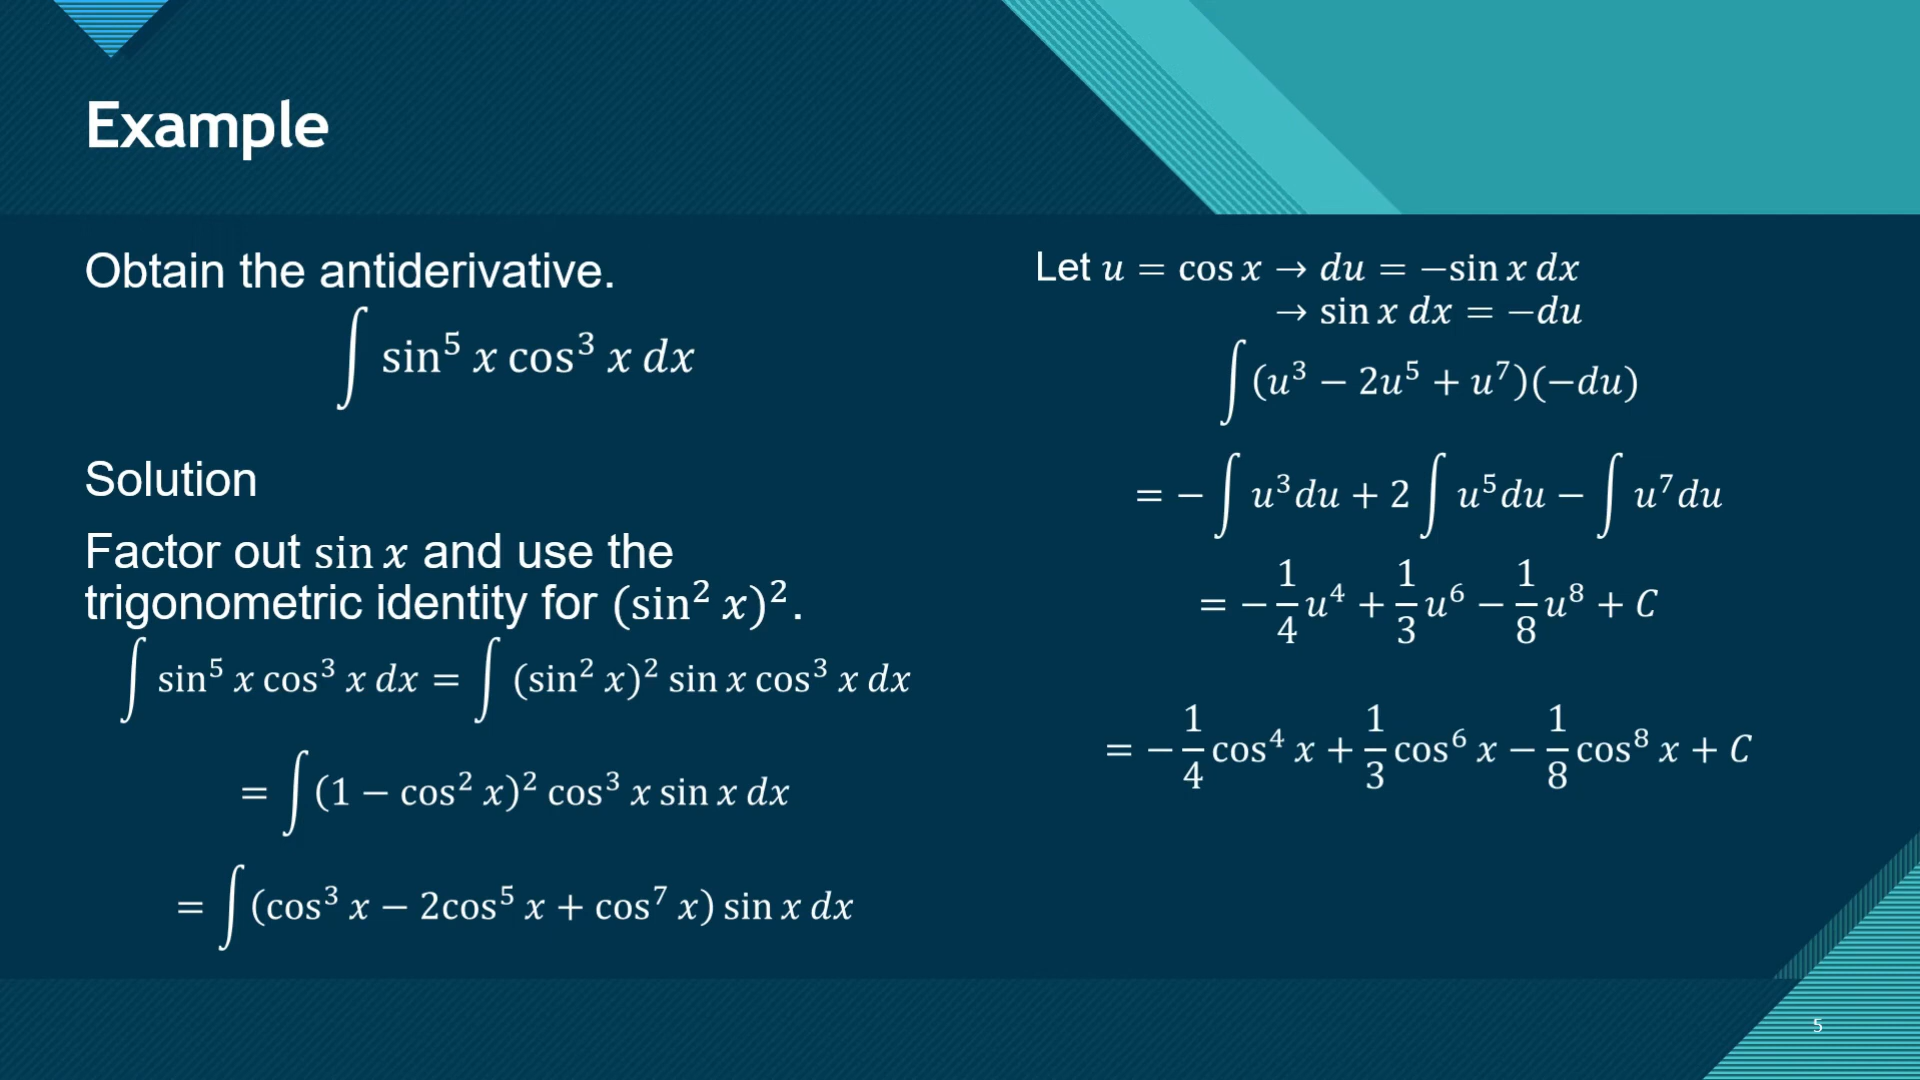 Example
Obtain the antiderivative.
∫ sin⁵ x cos³ x dx
Solution
Factor out sin x and use the
trigonometric identity for (sin² x)².
∫ sin⁵ x cos³ x dx = ∫ (sin² x)² sin x cos³ x dx
= ∫ (1 − cos² x)² cos³ x sin x dx
= ∫ (cos³ x − 2cos⁵ x + cos⁷ x) sin x dx
Let u = cos x → du = −sin x dx
→ sin x dx = −du
∫ (u³ − 2u⁵ + u⁷)(−du)
= − ∫ u³du + 2 ∫ u⁵du − ∫ u⁷du
= − 1/4 u⁴ + 1/3 u⁶ − 1/8 u⁸ + C
= − 1/4 cos⁴ x + 1/3 cos⁶ x − 1/8 cos⁸ x + C
5